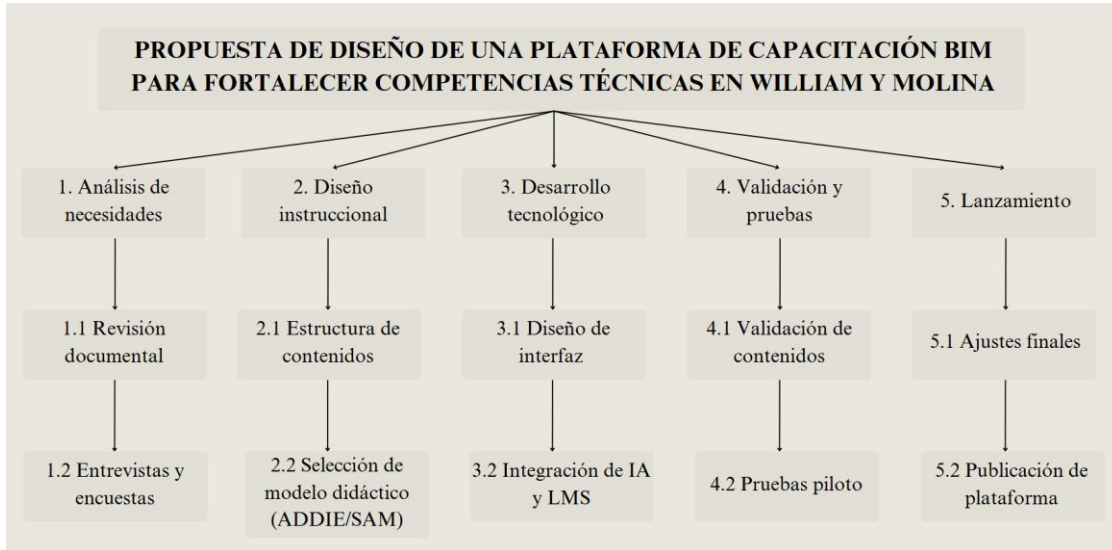 PROPUESTA DE DISEÑO DE UNA PLATAFORMA DE CAPACITACIÓN BIM
PARA FORTALECER COMPETENCIAS TÉCNICAS EN WILLIAM Y MOLINA
1. Análisis de
necesidades
2. Diseño
instruccional
3. Desarrollo
tecnológico
4. Validación y
pruebas
5. Lanzamiento
1.1 Revisión
documental
2.1 Estructura de
contenidos
3.1 Diseño de
interfaz
4.1 Validación de
contenidos
5.1 Ajustes finales
1.2 Entrevistas y
encuestas
2.2 Selección de
modelo didáctico
(ADDIE/SAM)
3.2 Integración de IA
y LMS
4.2 Pruebas piloto
5.2 Publicación de
plataforma